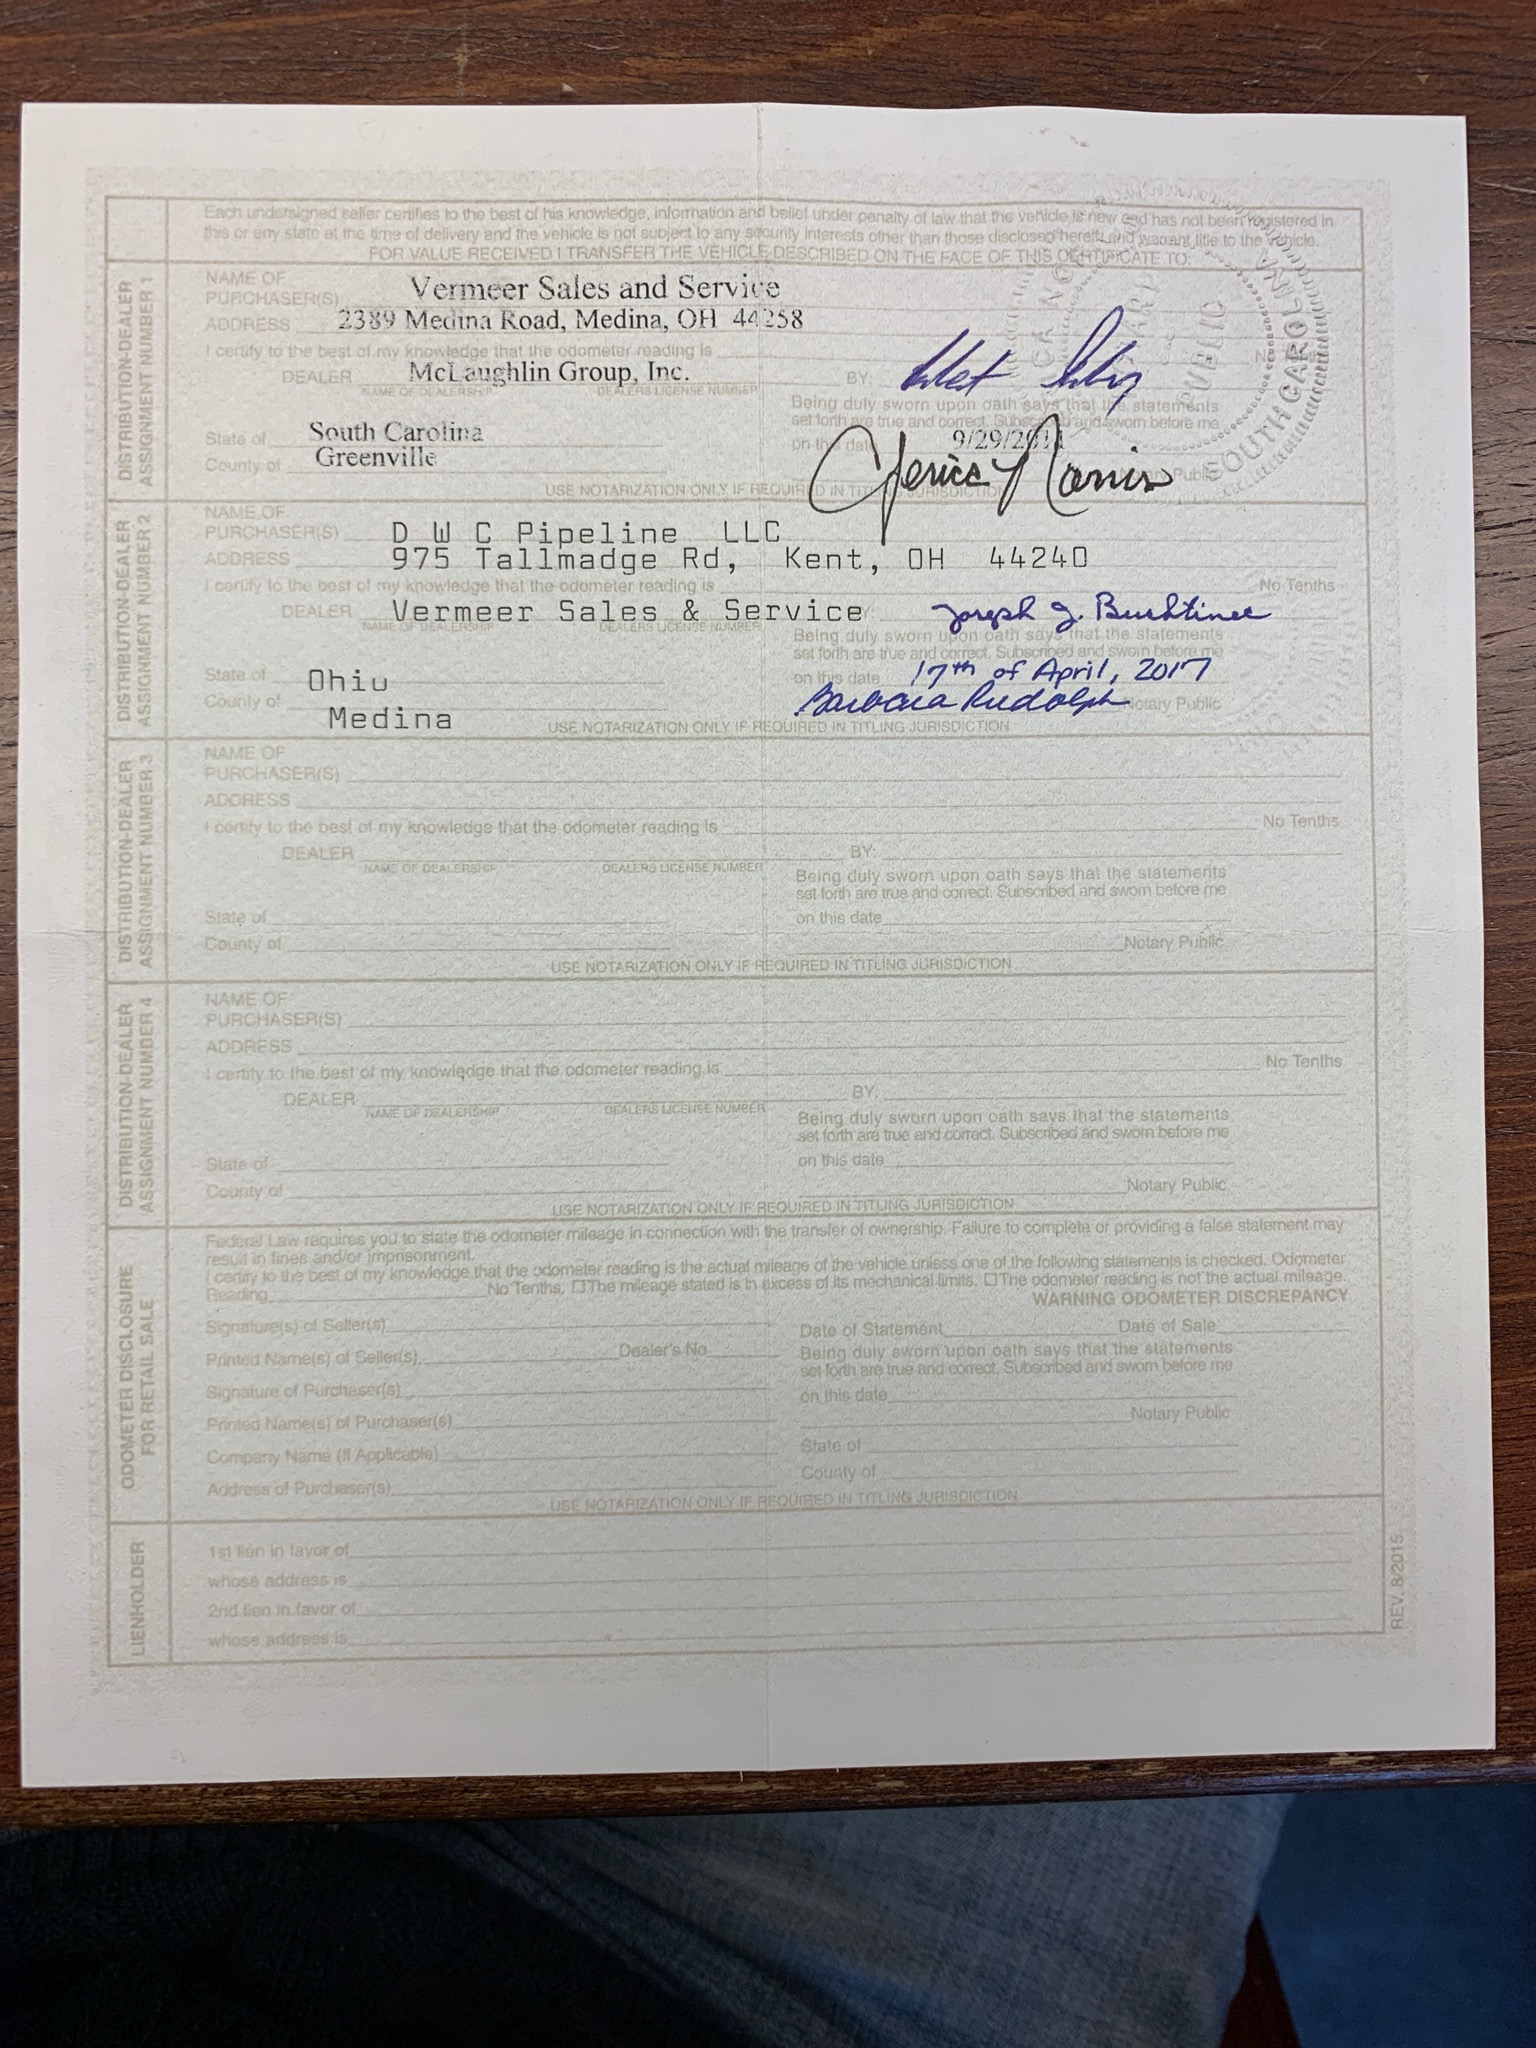 Each undersigned seller certifies to the best of his knowledge, information and belief under penalty of law that the vehicle is new and has not been registered in
this or any state at the time of delivery and the vehicle is not subject to any security interests other than those disclosed herein and warrant title to the vehicle.
FOR VALUE RECEIVED I TRANSFER THE VEHICLE DESCRIBED ON THE FACE OF THIS CERTIFICATE TO:
DISTRIBUTION-DEALER
ASSIGNMENT NUMBER 1
NAME OF
PURCHASER(S) Vermeer Sales and Service
ADDRESS 2389 Medina Road, Medina, OH 44258
I certify to the best of my knowledge that the odometer reading is No Tenths
DEALER McLaughlin Group, Inc. BY:
NAME OF DEALERSHIP DEALERS LICENSE NUMBER
Being duly sworn upon oath says that the statements
set forth are true and correct. Subscribed and sworn before me
State of South Carolina on this date
County of Greenville Notary Public
USE NOTARIZATION ONLY IF REQUIRED IN TITLING JURISDICTION
NOTARY
PUBLIC
SOUTH CAROLINA
DISTRIBUTION-DEALER
ASSIGNMENT NUMBER 2
NAME OF
PURCHASER(S) D W C Pipeline LLC
ADDRESS 975 Tallmadge Rd, Kent, OH 44240
I certify to the best of my knowledge that the odometer reading is No Tenths
DEALER Vermeer Sales & Service Joseph J.
NAME OF DEALERSHIP DEALERS LICENSE NUMBER
Being duly sworn upon oath says that the statements
set forth are true and correct. Subscribed and sworn before me
State of Ohio on this date 17th of April, 2017
County of Medina Barbara Rudolph Notary Public
USE NOTARIZATION ONLY IF REQUIRED IN TITLING JURISDICTION
DISTRIBUTION-DEALER
ASSIGNMENT NUMBER 3
NAME OF
PURCHASER(S)
ADDRESS
I certify to the best of my knowledge that the odometer reading is No Tenths
DEALER BY:
NAME OF DEALERSHIP DEALERS LICENSE NUMBER
Being duly sworn upon oath says that the statements
set forth are true and correct. Subscribed and sworn before me
State of on this date
County of Notary Public
USE NOTARIZATION ONLY IF REQUIRED IN TITLING JURISDICTION
DISTRIBUTION-DEALER
ASSIGNMENT NUMBER 4
NAME OF
PURCHASER(S)
ADDRESS
I certify to the best of my knowledge that the odometer reading is No Tenths
DEALER BY:
NAME OF DEALERSHIP DEALERS LICENSE NUMBER
Being duly sworn upon oath says that the statements
set forth are true and correct. Subscribed and sworn before me
State of on this date
County of Notary Public
USE NOTARIZATION ONLY IF REQUIRED IN TITLING JURISDICTION
ODOMETER DISCLOSURE
FOR RETAIL SALE
Federal Law requires you to state the odometer mileage in connection with the transfer of ownership. Failure to complete or providing a false statement may
result in fines and/or imprisonment.
I certify to the best of my knowledge that the odometer reading is the actual mileage of the vehicle unless one of the following statements is checked. Odometer
Reading No Tenths. ☐The mileage stated is in excess of its mechanical limits. ☐The odometer reading is not the actual mileage.
WARNING ODOMETER DISCREPANCY
Signature(s) of Seller(s) Date of Statement Date of Sale
Printed Name(s) of Seller(s) Dealer's No. Being duly sworn upon oath says that the statements
set forth are true and correct. Subscribed and sworn before me
Signature of Purchaser(s) on this date
Printed Name(s) of Purchaser(s) Notary Public
Company Name (If Applicable) State of
County of
Address of Purchaser(s)
USE NOTARIZATION ONLY IF REQUIRED IN TITLING JURISDICTION
LIENHOLDER
1st lien in favor of
whose address is
2nd lien in favor of
whose address is
REV. 8/2015